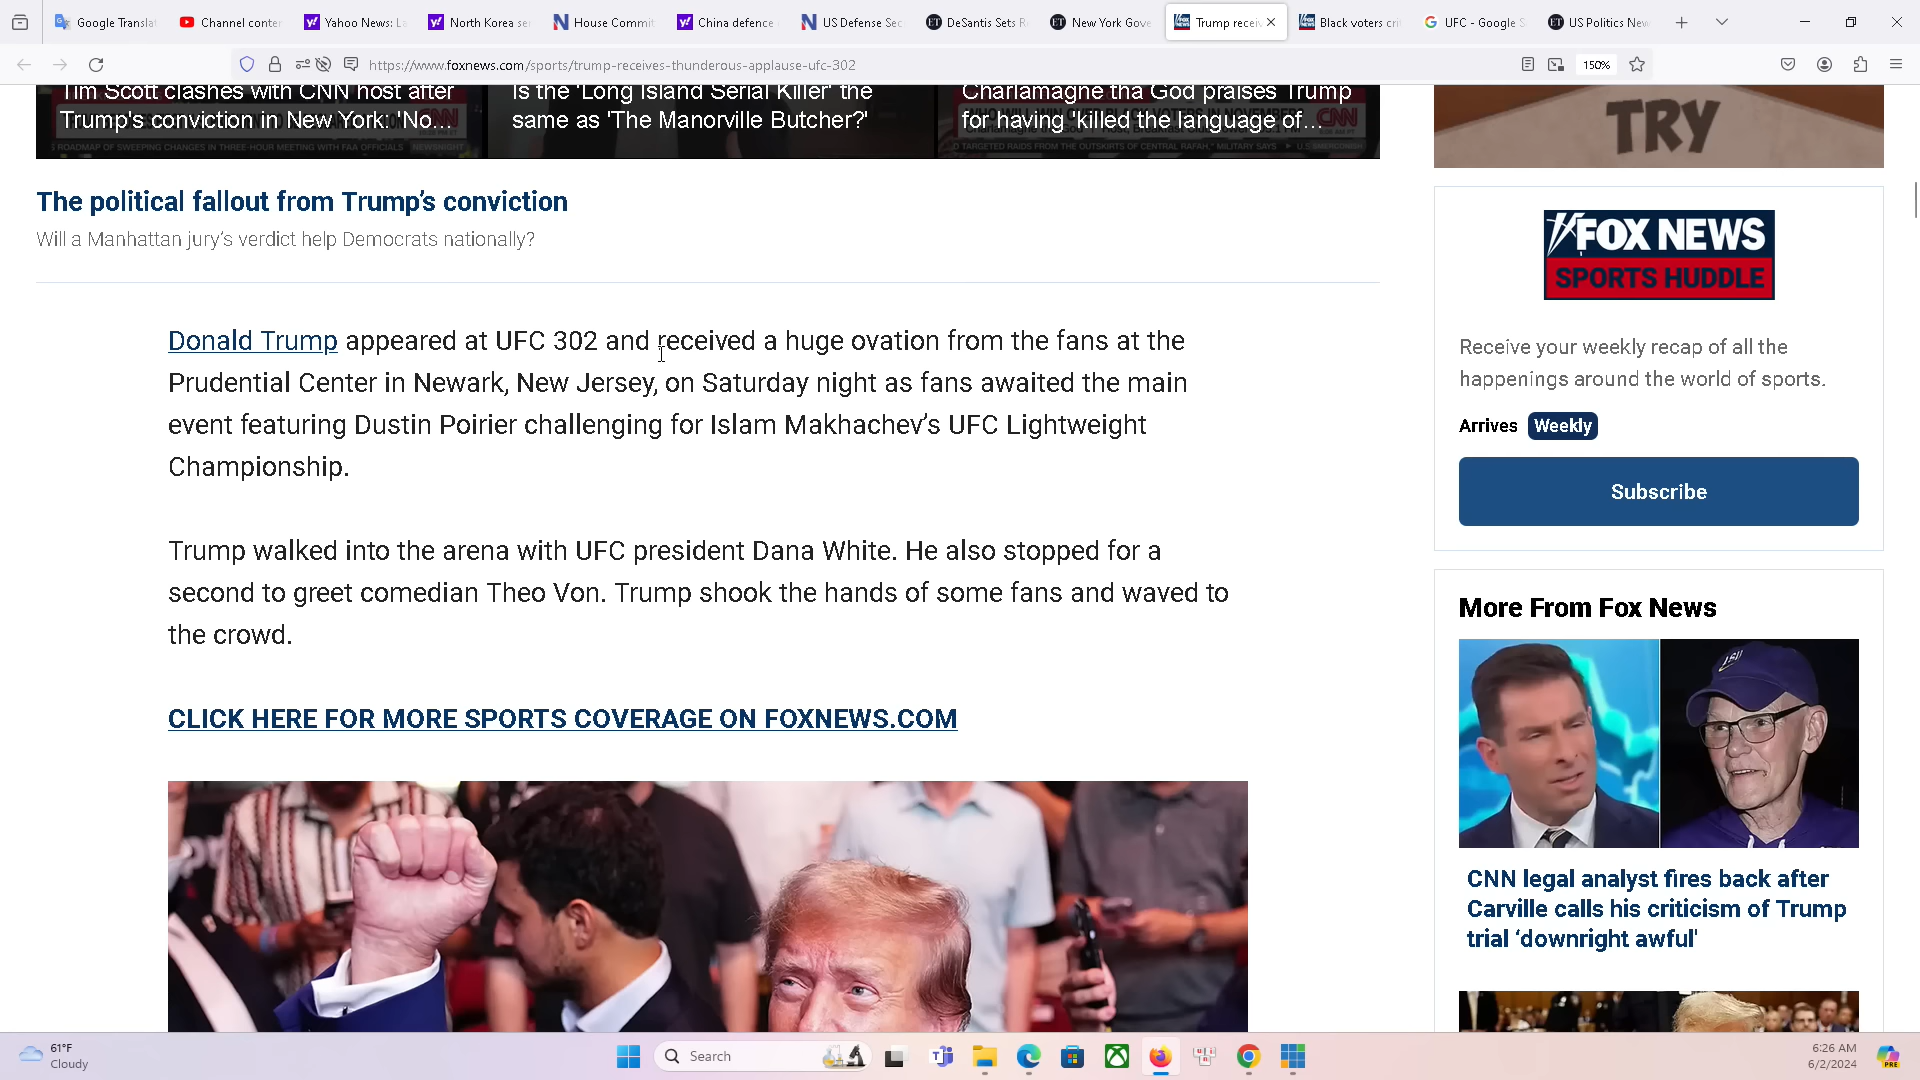 Google Translat
Channel conten
Yahoo News: La
North Korea se
House Commit
China defence
US Defense Sec
DeSantis Sets R
New York Gove
Trump recei
Black voters cri
UFC - Google S
US Politics New
https://www.foxnews.com/sports/trump-receives-thunderous-applause-ufc-302
150%
Tim Scott clashes with CNN host after
Trump's conviction in New York: 'No...
Is the 'Long Island Serial Killer' the
same as 'The Manorville Butcher?'
Charlamagne tha God praises Trump
for having 'killed the language of...
TRY
The political fallout from Trump's conviction
Will a Manhattan jury's verdict help Democrats nationally?
Donald Trump appeared at UFC 302 and received a huge ovation from the fans at the
Prudential Center in Newark, New Jersey, on Saturday night as fans awaited the main
event featuring Dustin Poirier challenging for Islam Makhachev's UFC Lightweight
Championship.
Trump walked into the arena with UFC president Dana White. He also stopped for a
second to greet comedian Theo Von. Trump shook the hands of some fans and waved to
the crowd.
CLICK HERE FOR MORE SPORTS COVERAGE ON FOXNEWS.COM
FOX NEWS
SPORTS HUDDLE
Receive your weekly recap of all the
happenings around the world of sports.
Arrives Weekly
Subscribe
More From Fox News
CNN legal analyst fires back after
Carville calls his criticism of Trump
trial 'downright awful'
61°F
Cloudy
Search
6:26 AM
6/2/2024